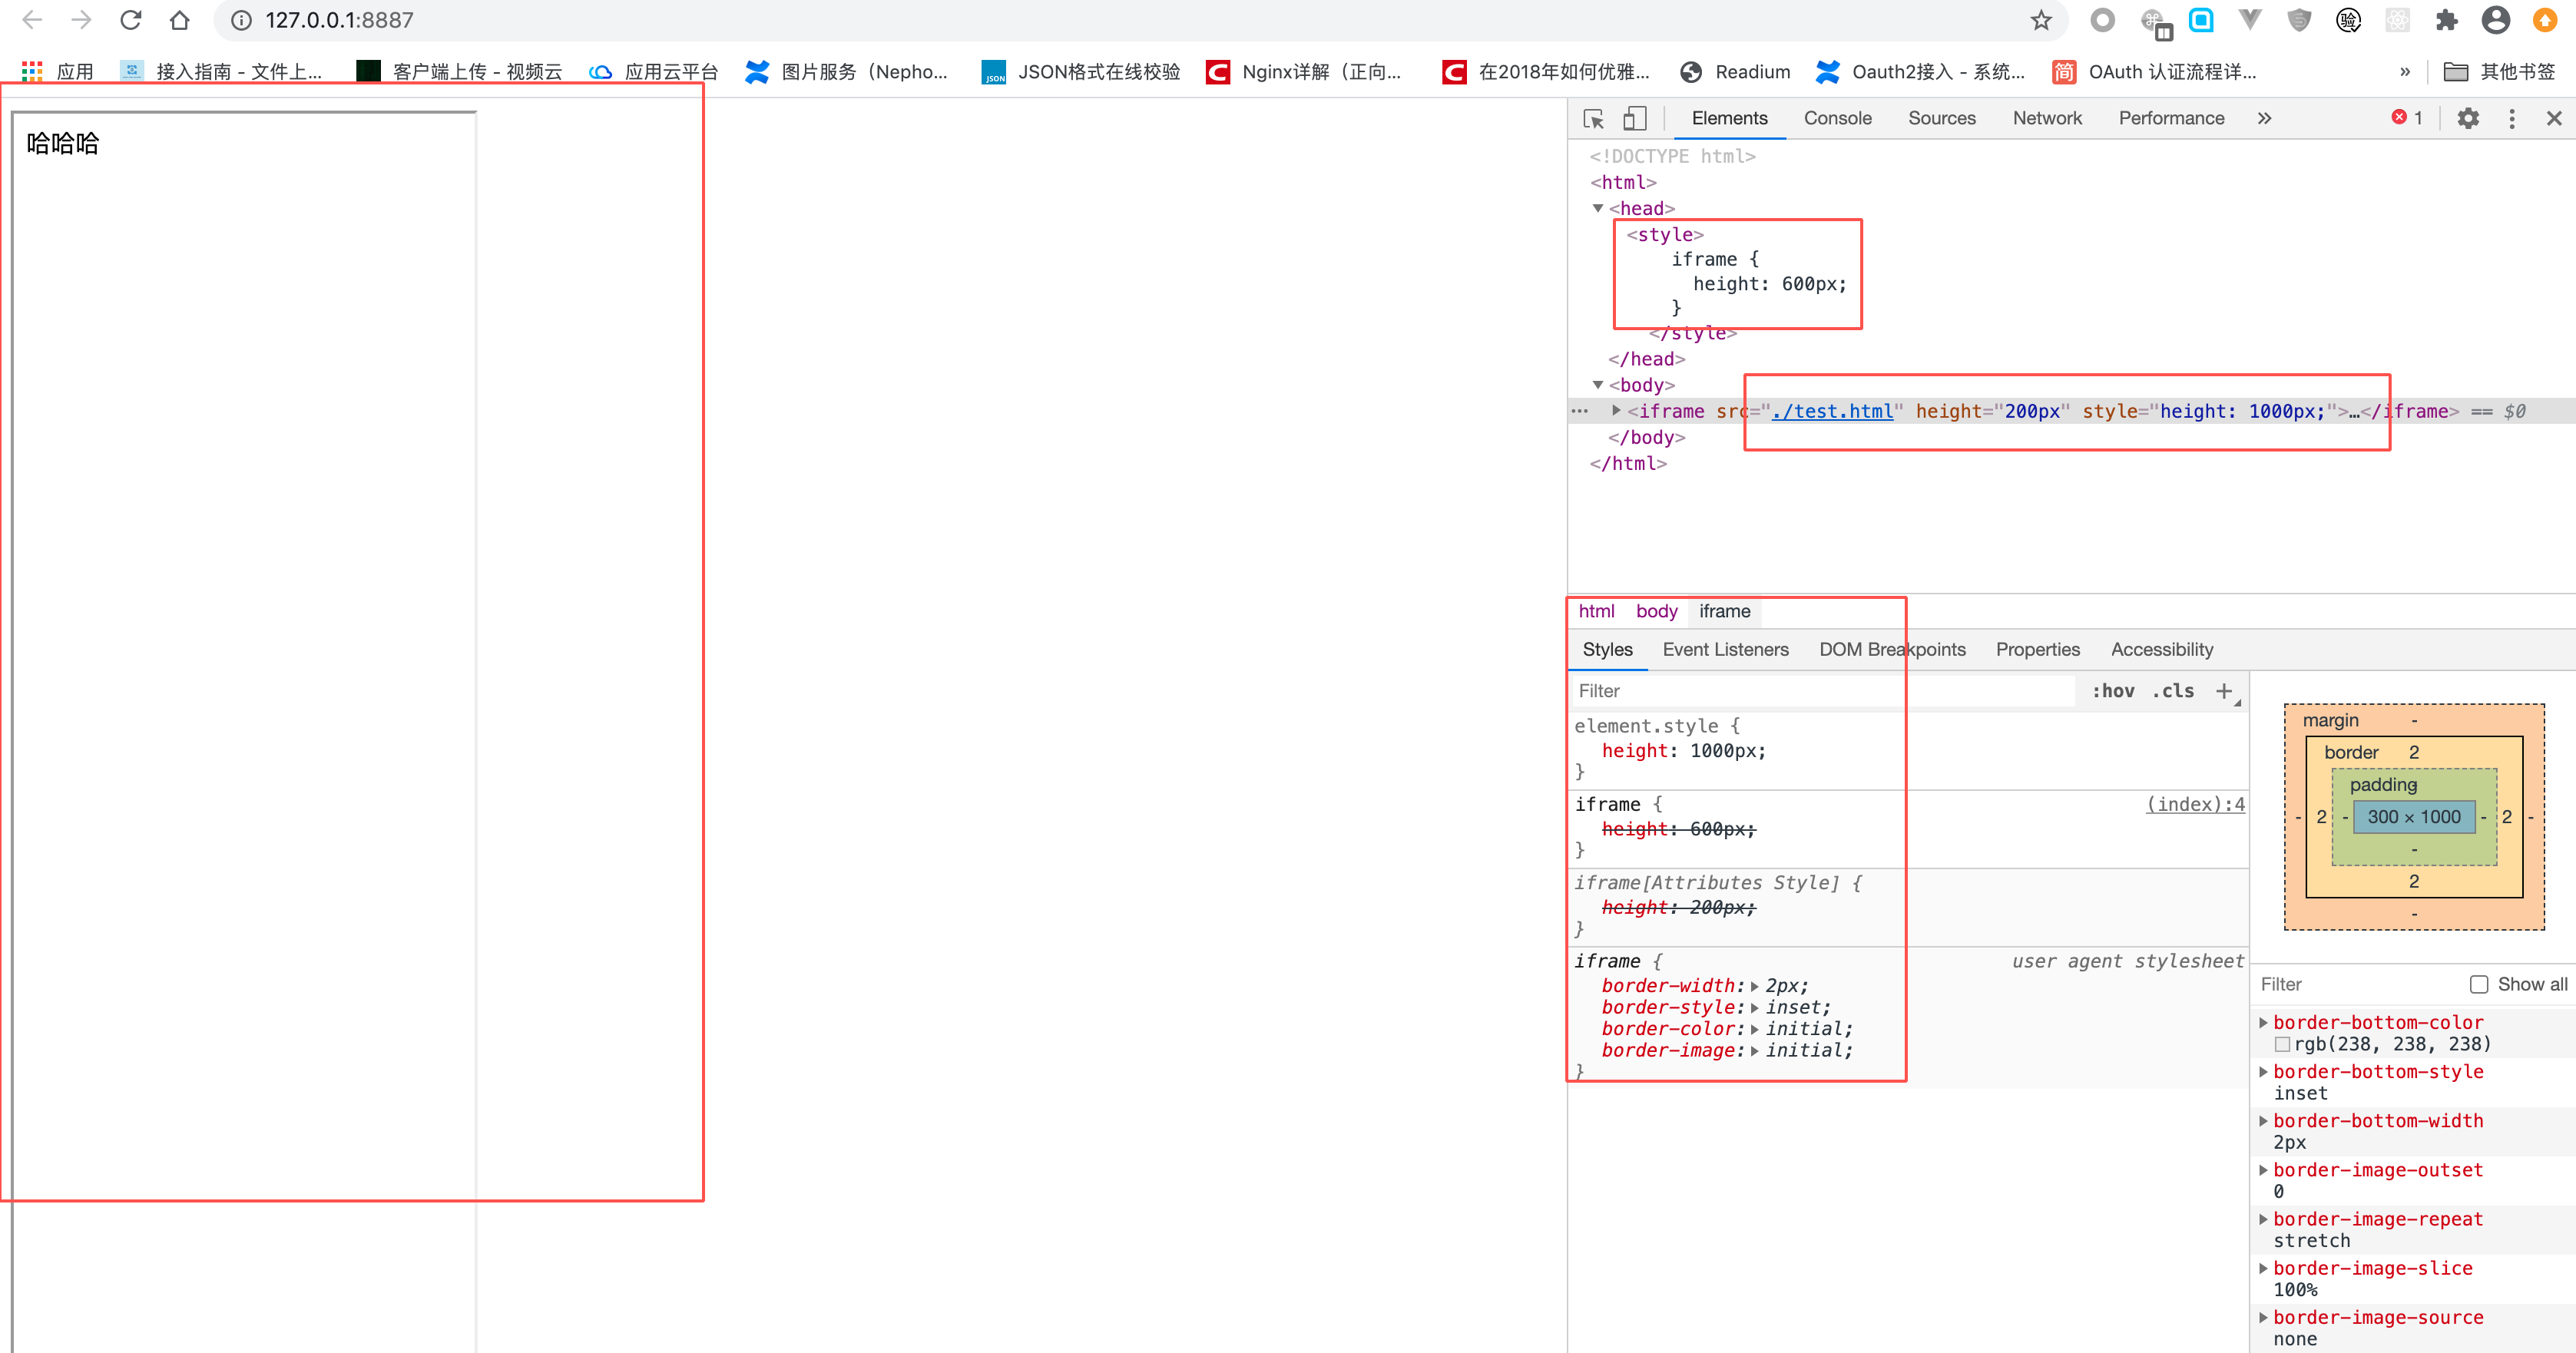 127.0.0.1:8887
应用 接入指南 - 文件上... 客户端上传 - 视频云 应用云平台 图片服务（Nepho... JSON JSON格式在线校验 Nginx详解（正向... 在2018年如何优雅... Readium Oauth2接入 - 系统... 简 OAuth 认证流程详... » 其他书签
哈哈哈
Elements Console Sources Network Performance » 1
<!DOCTYPE html>
<html>
<head>
<style>
iframe {
height: 600px;
}
</style>
</head>
<body>
<iframe src="./test.html" height="200px" style="height: 1000px;">…</iframe> == $0
</body>
</html>
html body iframe
Styles Event Listeners DOM Breakpoints Properties Accessibility
Filter :hov .cls +
element.style {
height: 1000px;
}
iframe { (index):4
height: 600px;
}
iframe[Attributes Style] {
height: 200px;
}
iframe { user agent stylesheet
border-width: 2px;
border-style: inset;
border-color: initial;
border-image: initial;
}
margin -
border 2
padding -
- 2 - 300 × 1000 - 2 -
-
2
-
Filter Show all
border-bottom-color
rgb(238, 238, 238)
border-bottom-style
inset
border-bottom-width
2px
border-image-outset
0
border-image-repeat
stretch
border-image-slice
100%
border-image-source
none